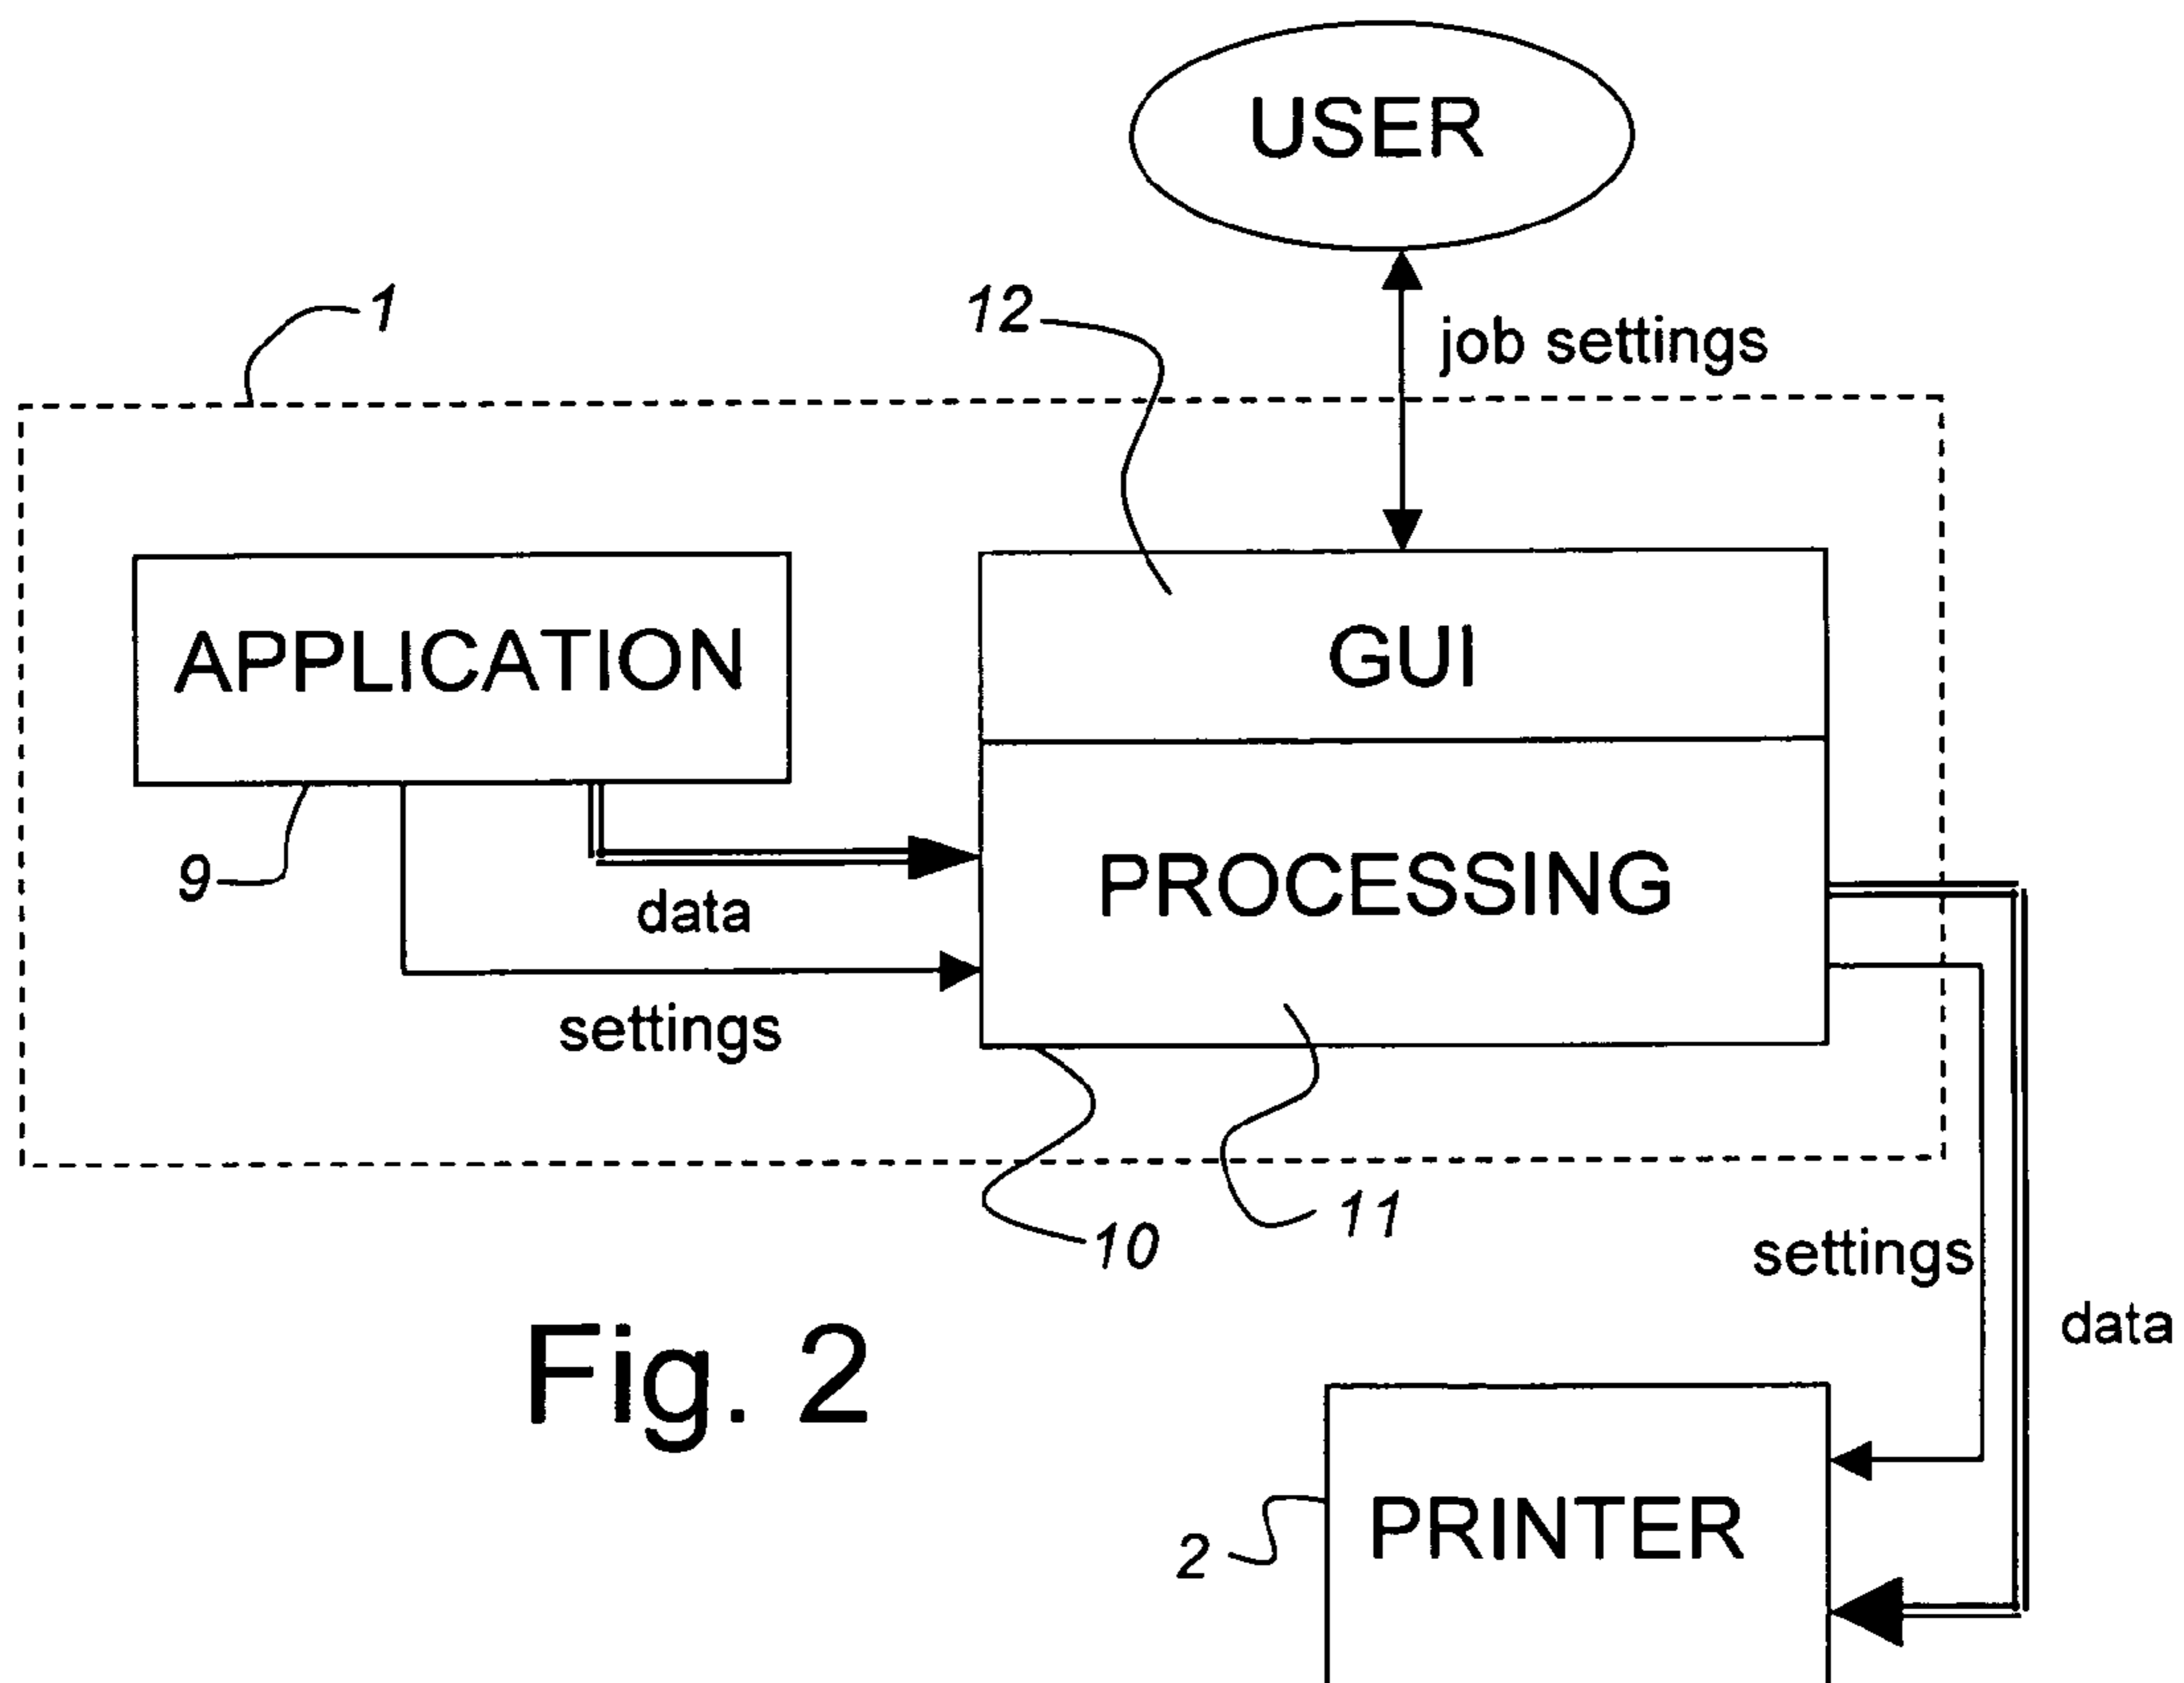 USER
1
12
job settings
APPLICATION
GUI
9
PROCESSING
data
settings
10
11
settings
data
Fig. 2
2
PRINTER